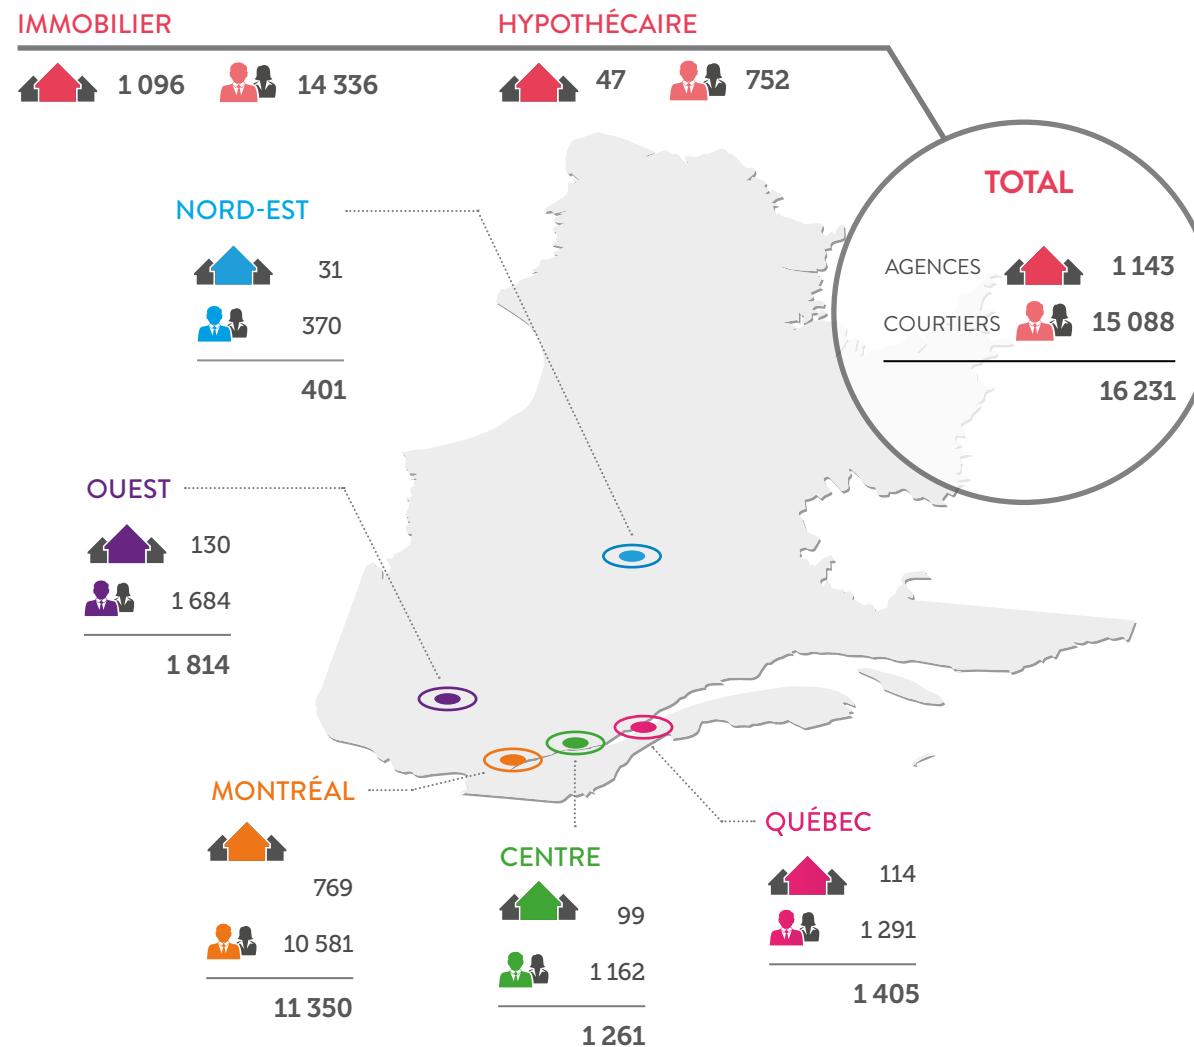 IMMOBILIER
1 096
14 336
HYPOTHÉCAIRE
47
752
TOTAL
AGENCES 1 143
COURTIERS 15 088
16 231
NORD-EST
31
370
401
OUEST
130
1 684
1 814
MONTRÉAL
769
10 581
11 350
CENTRE
99
1 162
1 261
QUÉBEC
114
1 291
1 405